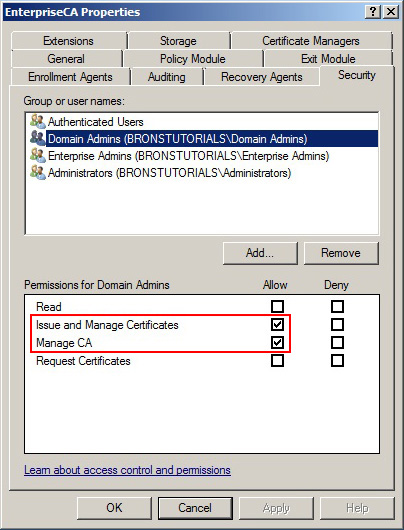 EnterpriseCA Properties
Extensions Storage Certificate Managers
General Policy Module Exit Module
Enrollment Agents Auditing Recovery Agents Security
Group or user names:
Authenticated Users
Domain Admins (BRONSTUTORIALS\Domain Admins)
Enterprise Admins (BRONSTUTORIALS\Enterprise Admins)
Administrators (BRONSTUTORIALS\Administrators)
Add... Remove
Permissions for Domain Admins Allow Deny
Read
Issue and Manage Certificates
Manage CA
Request Certificates
Learn about access control and permissions
OK Cancel Apply Help